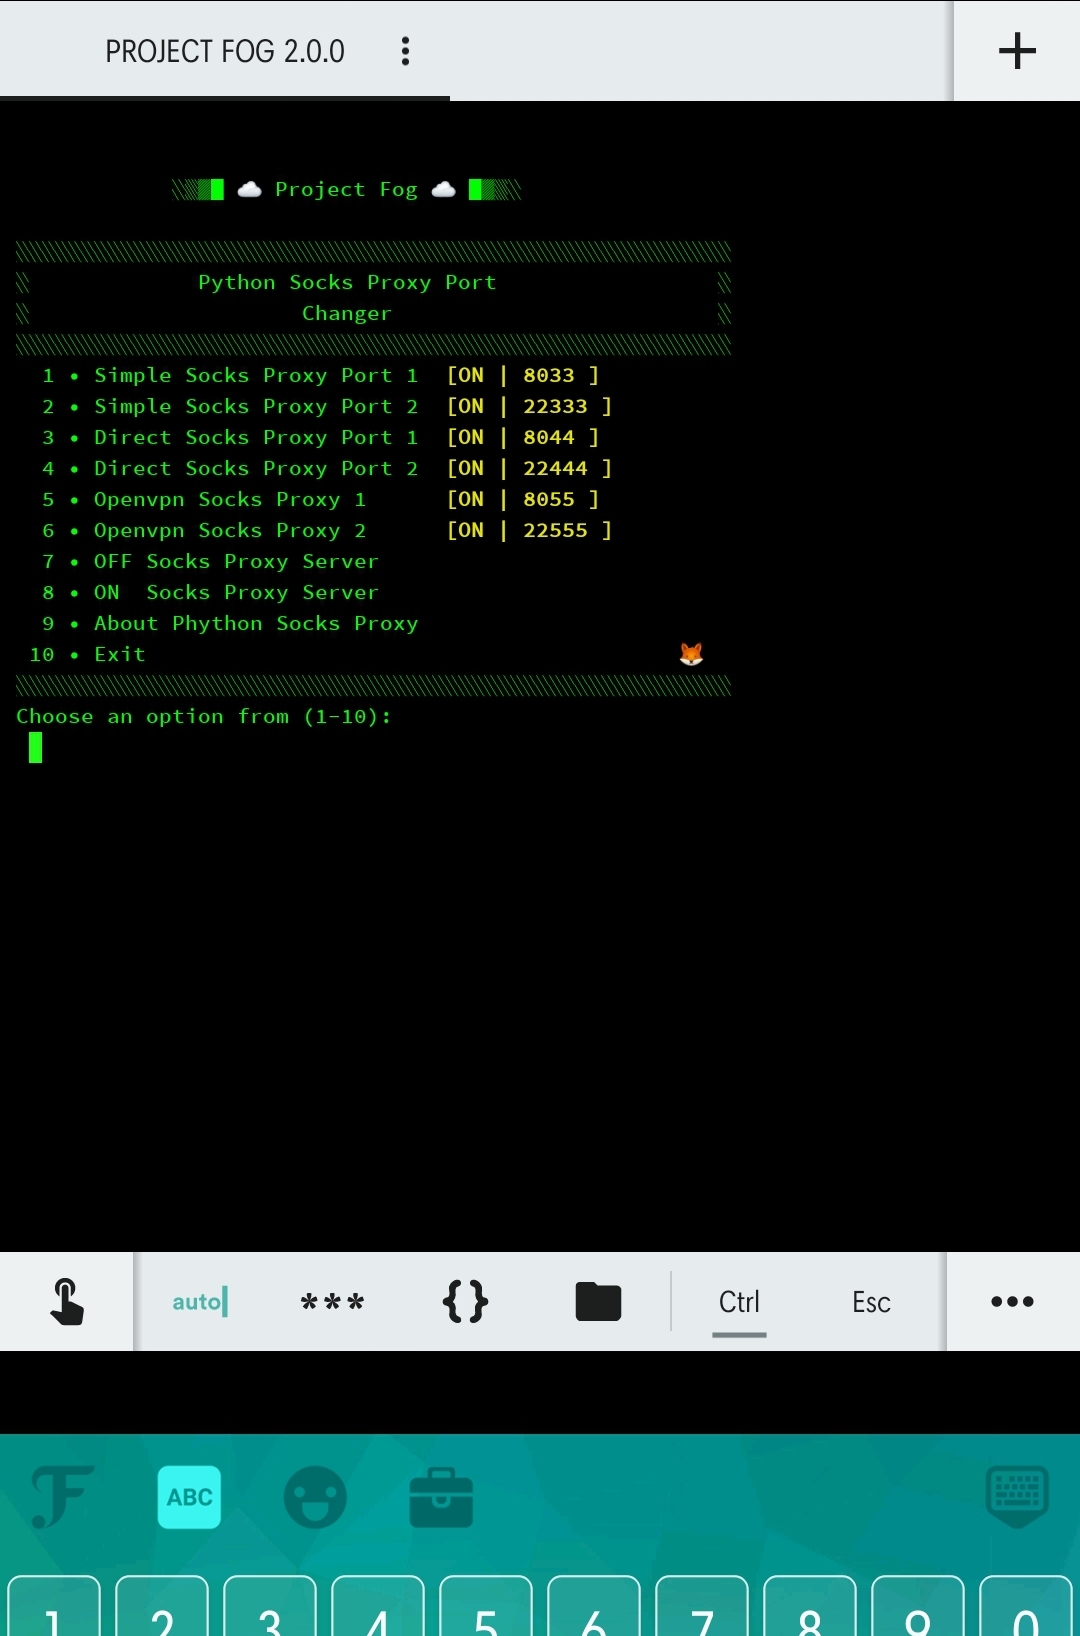 PROJECT FOG 2.0.0
☁️ Project Fog ☁️
Python Socks Proxy Port
Changer
1 • Simple Socks Proxy Port 1 [ON | 8033 ]
2 • Simple Socks Proxy Port 2 [ON | 22333 ]
3 • Direct Socks Proxy Port 1 [ON | 8044 ]
4 • Direct Socks Proxy Port 2 [ON | 22444 ]
5 • Openvpn Socks Proxy 1 [ON | 8055 ]
6 • Openvpn Socks Proxy 2 [ON | 22555 ]
7 • OFF Socks Proxy Server
8 • ON  Socks Proxy Server
9 • About Phython Socks Proxy
10 • Exit
Choose an option from (1-10):
auto *** {} Ctrl Esc
ABC
1 2 3 4 5 6 7 8 9 0